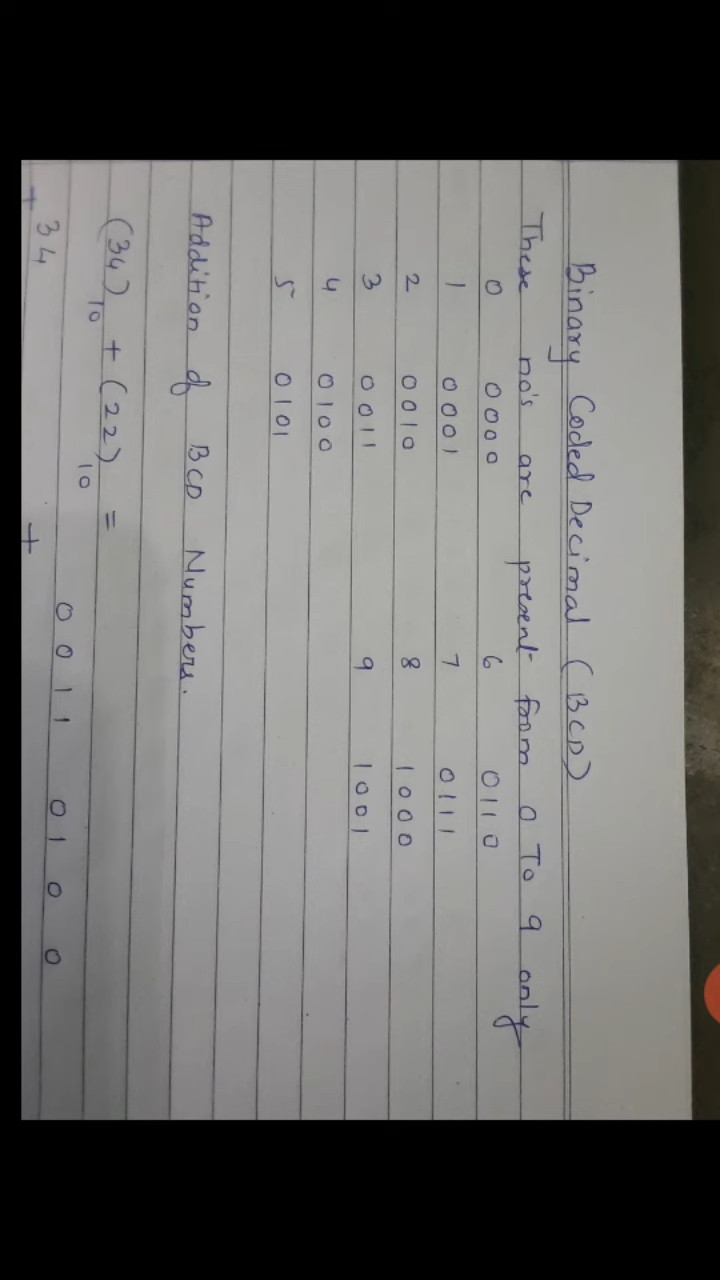 Binary Coded Decimal (BCD)
These no's are present from 0 To 9 only
0 0000 6 0110
1 0001 7 0111
2 0010 8 1000
3 0011 9 1001
4 0100
5 0101
Addition of BCD Numbers.
(34)10 + (22)10 =
34 0011 0100
+ +